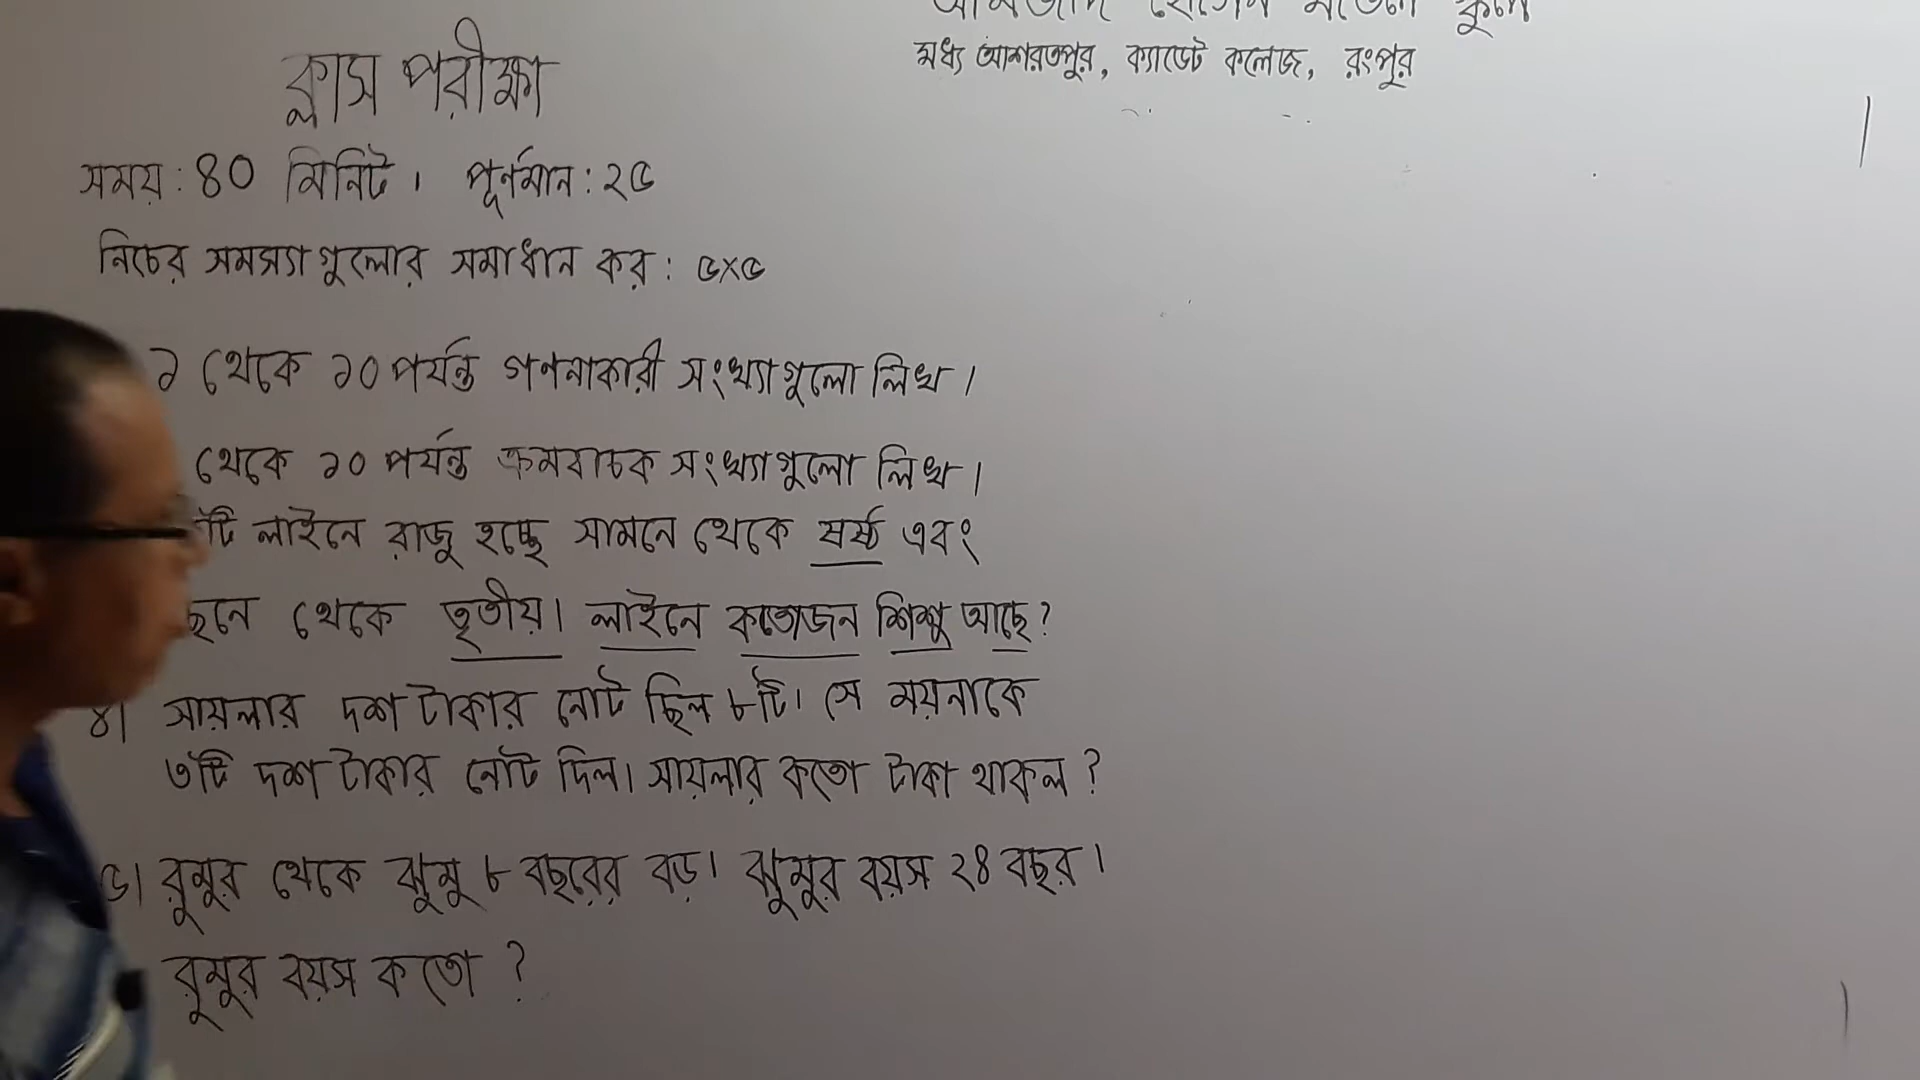 মধ্য আশরতপুর, ক্যাডেট কলেজ, রংপুর
ক্লাস পরীক্ষা
সময়: ৪০ মিনিট। পূর্নমান: ২৫
নিচের সমস্যাগুলোর সমাধান কর: ৫×৫
১ থেকে ১০ পর্যন্ত গণনাকারী সংখ্যাগুলো লিখ।
থেকে ১০ পর্যন্ত ক্রমবাচক সংখ্যাগুলো লিখ।
টি লাইনে রাজু হচ্ছে সামনে থেকে ষষ্ঠ এবং
ছনে থেকে তৃতীয়। লাইনে কতোজন শিশু আছে?
৪। সায়লার দশ টাকার নোট ছিল ৮টি। সে ময়নাকে
৩টি দশ টাকার নোট দিল। সায়লার কতো টাকা থাকল?
৫। রুমুর থেকে ঝুমু ৮ বছরের বড়। ঝুমুর বয়স ২৪ বছর।
রুমুর বয়স কতো?